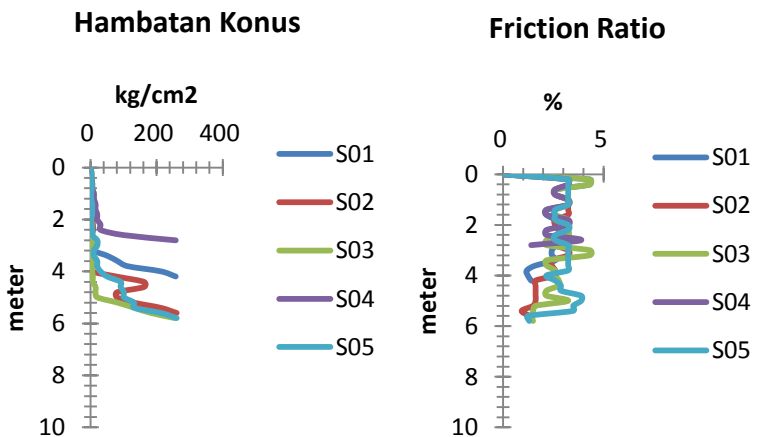 Hambatan Konus
kg/cm2
0 200 400
0
2
4
6
8
10
meter
S01
S02
S03
S04
S05
Friction Ratio
%
0 5
0
2
4
6
8
10
meter
S01
S02
S03
S04
S05